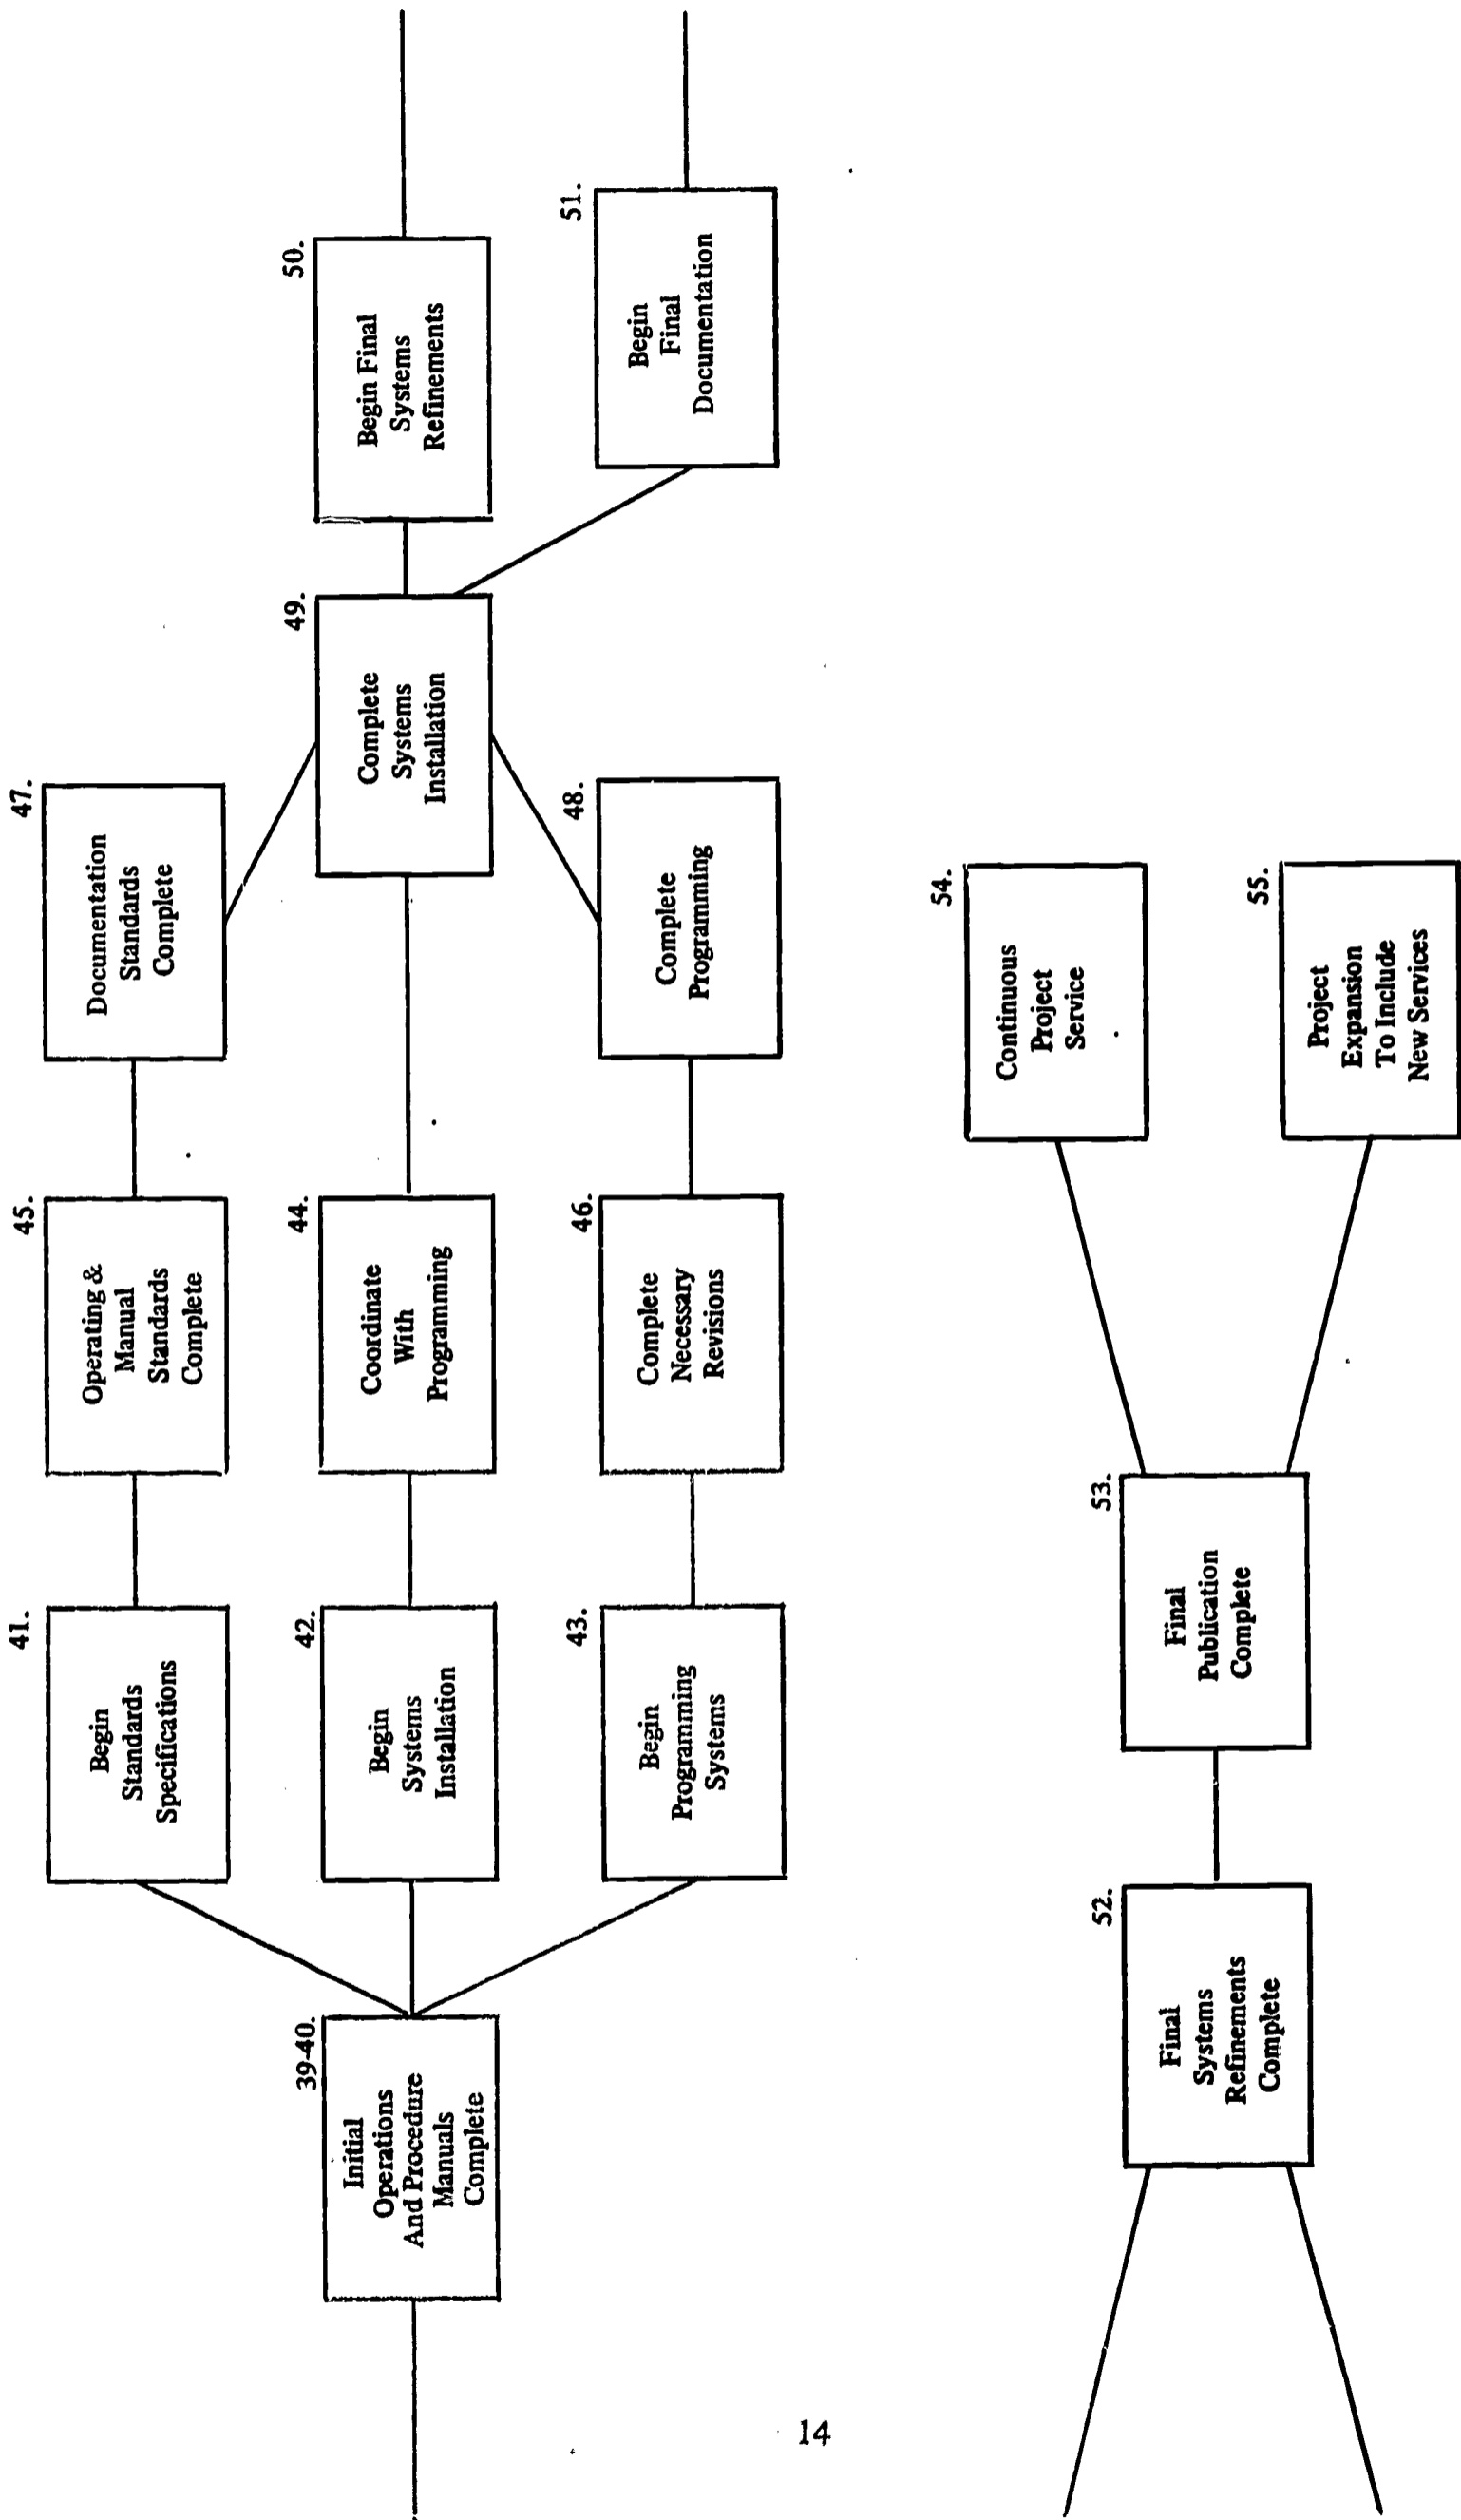 39-40.
Initial
Operations
And Procedure
Manuals
Complete
41.
Begin
Standards
Specifications
42.
Begin
Systems
Installation
43.
Begin
Programming
Systems
45.
Operating &
Manual
Standards
Complete
44.
Coordinate
With
Programming
46.
Complete
Necessary
Revisions
47.
Documentation
Standards
Complete
48.
Complete
Programming
49.
Complete
Systems
Installation
50.
Begin Final
Systems
Refinements
51.
Begin
Final
Documentation
52.
Final
Systems
Refinements
Complete
53.
Final
Publication
Complete
54.
Continuous
Project
Service
55.
Project
Expansion
To Include
New Services
14